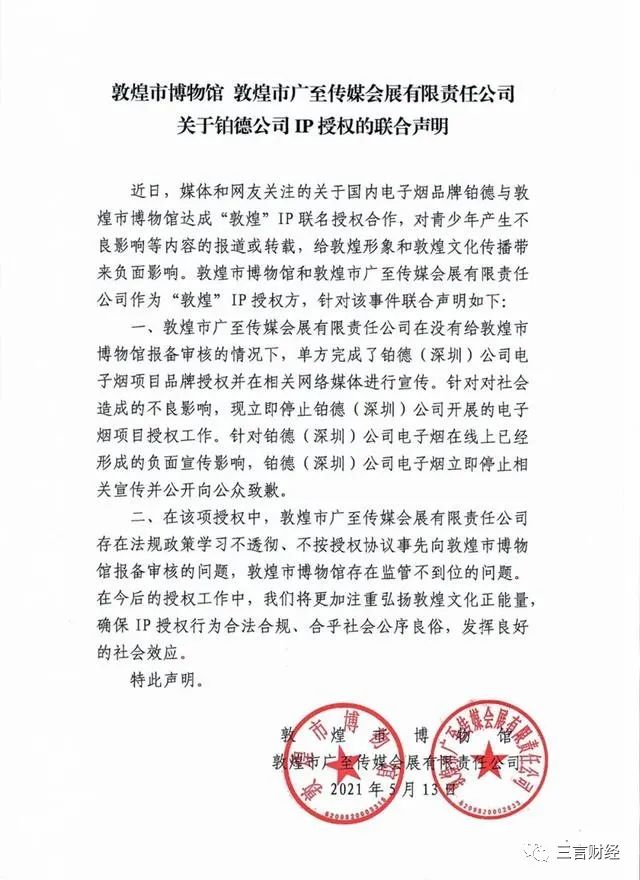 敦煌市博物馆 敦煌市广至传媒会展有限责任公司
关于铂德公司 IP 授权的联合声明
近日，媒体和网友关注的关于国内电子烟品牌铂德与敦
煌市博物馆达成“敦煌”IP 联名授权合作，对青少年产生不
良影响等内容的报道或转载，给敦煌形象和敦煌文化传播带
来负面影响。敦煌市博物馆和敦煌市广至传媒会展有限责任
公司作为“敦煌”IP 授权方，针对该事件联合声明如下：
一、敦煌市广至传媒会展有限责任公司在没有给敦煌市
博物馆报备审核的情况下，单方完成了铂德（深圳）公司电
子烟项目品牌授权并在相关网络媒体进行宣传。针对对社会
造成的不良影响，现立即停止铂德（深圳）公司开展的电子
烟项目授权工作。针对铂德（深圳）公司电子烟在线上已经
形成的负面宣传影响，铂德（深圳）公司电子烟立即停止相
关宣传并公开向公众致歉。
二、在该项授权中，敦煌市广至传媒会展有限责任公司
存在法规政策学习不透彻、不按授权协议事先向敦煌市博物
馆报备审核的问题，敦煌市博物馆存在监管不到位的问题。
在今后的授权工作中，我们将更加注重弘扬敦煌文化正能量，
确保 IP 授权行为合法合规、合乎社会公序良俗，发挥良好
的社会效应。
特此声明。
敦煌市博物馆
敦煌市广至传媒会展有限责任公司
2021 年 5 月 13 日
敦煌市博物馆
敦煌市广至传媒会展有限责任公司
三言财经